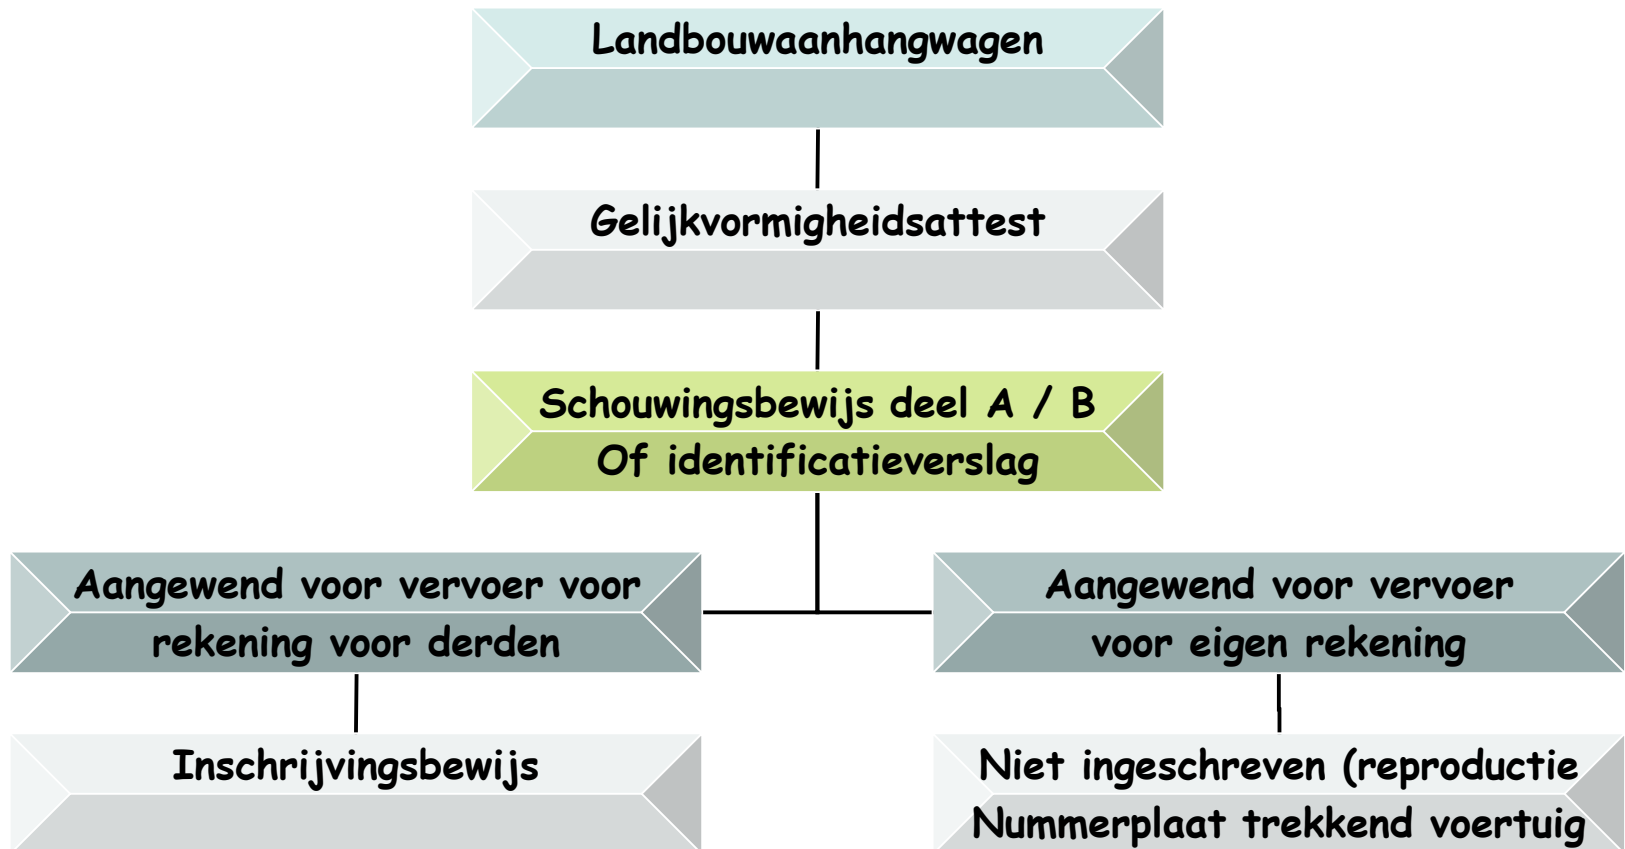 Landbouwaanhangwagen
Gelijkvormigheidsattest
Schouwingsbewijs deel A / B
Of identificatieverslag
Aangewend voor vervoer voor
rekening voor derden
Aangewend voor vervoer
voor eigen rekening
Inschrijvingsbewijs
Niet ingeschreven (reproductie
Nummerplaat trekkend voertuig